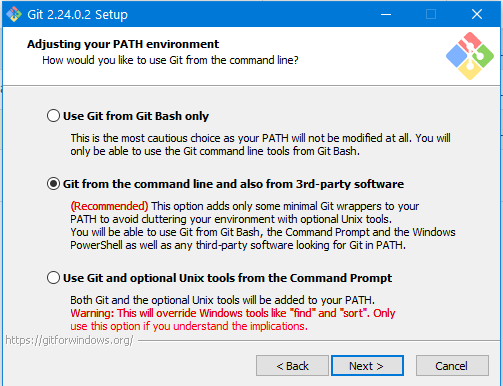 Git 2.24.0.2 Setup
Adjusting your PATH environment
How would you like to use Git from the command line?
Use Git from Git Bash only
This is the most cautious choice as your PATH will not be modified at all. You will
only be able to use the Git command line tools from Git Bash.
Git from the command line and also from 3rd-party software
(Recommended) This option adds only some minimal Git wrappers to your
PATH to avoid cluttering your environment with optional Unix tools.
You will be able to use Git from Git Bash, the Command Prompt and the Windows
PowerShell as well as any third-party software looking for Git in PATH.
Use Git and optional Unix tools from the Command Prompt
Both Git and the optional Unix tools will be added to your PATH.
Warning: This will override Windows tools like "find" and "sort". Only
use this option if you understand the implications.
https://gitforwindows.org/
< Back
Next >
Cancel